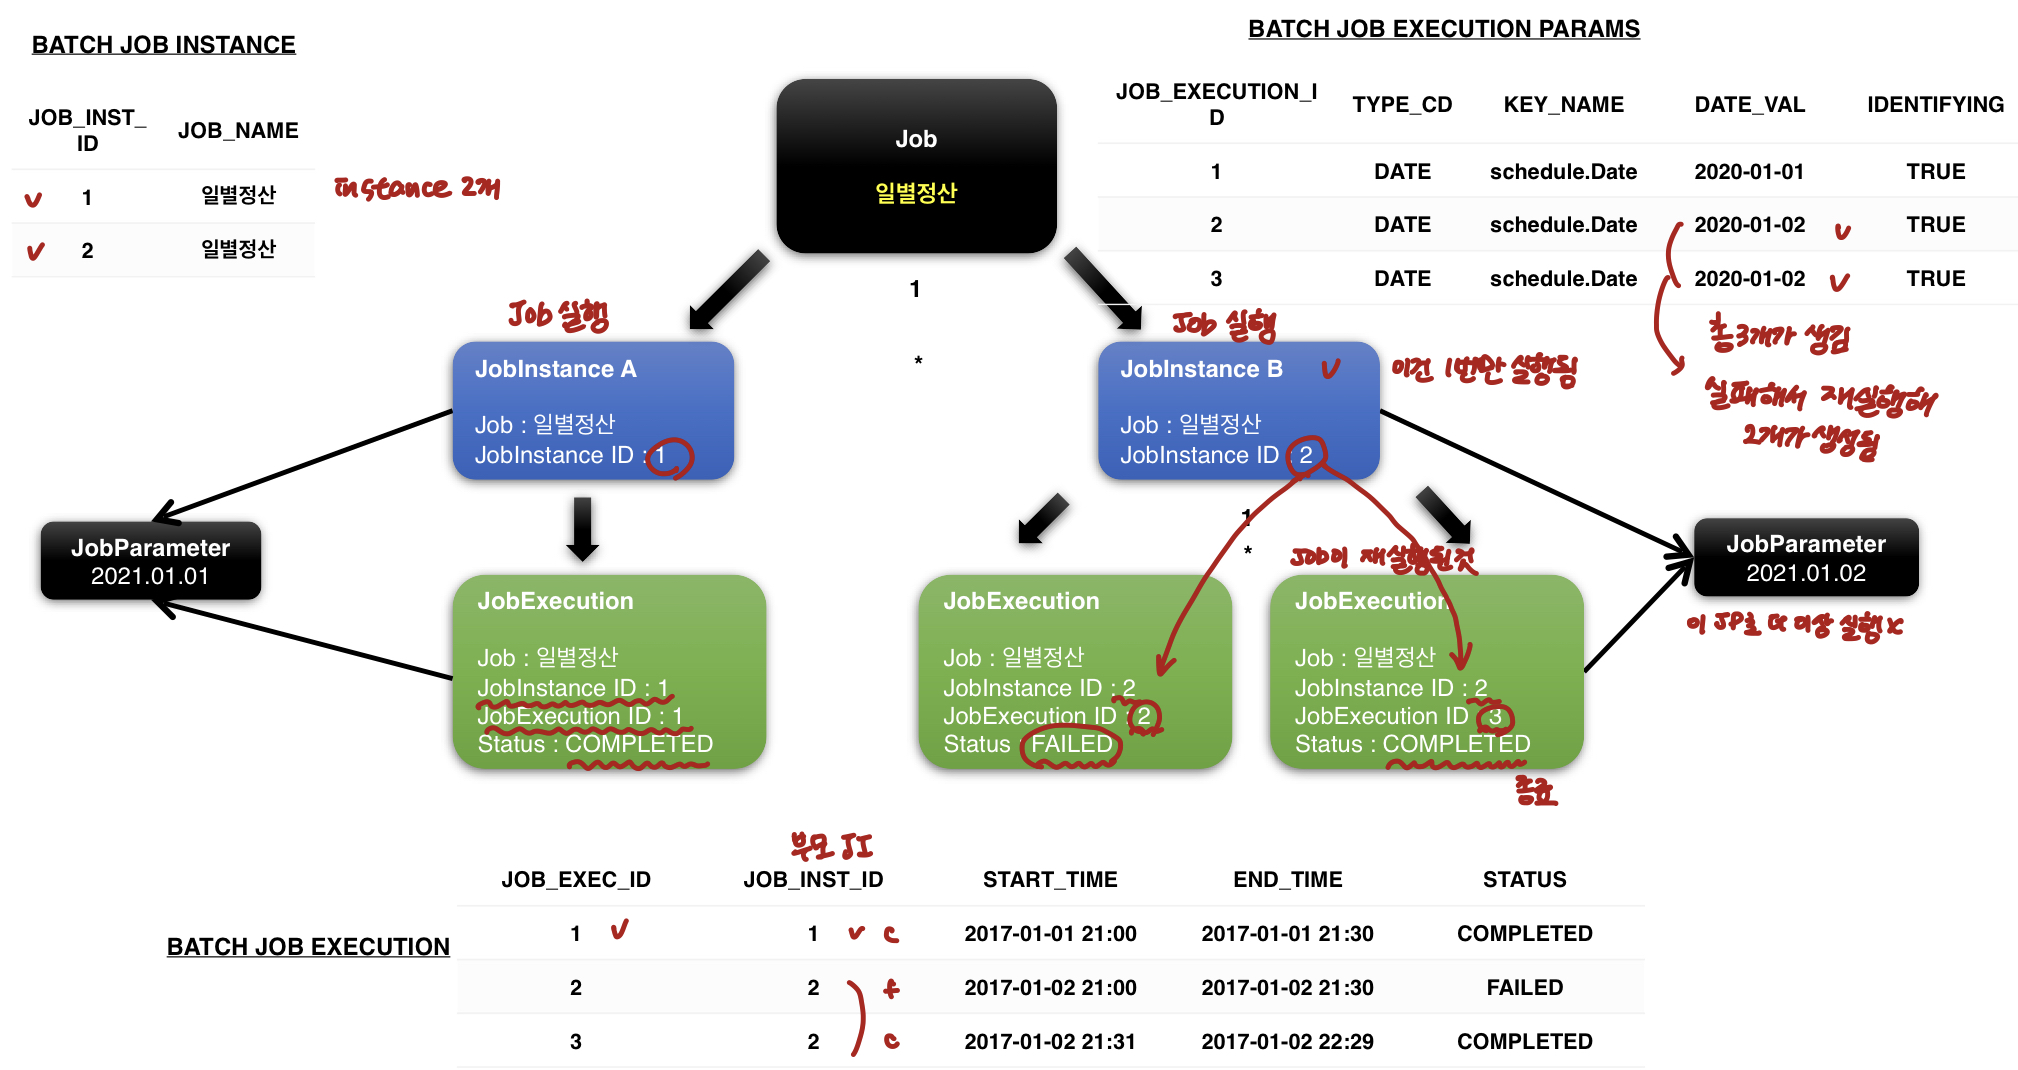 BATCH JOB INSTANCE
JOB_INST_
ID
JOB_NAME
1 일별정산
2 일별정산
instance 2개
Job
일별정산
1
*
BATCH JOB EXECUTION PARAMS
JOB_EXECUTION_I
D
TYPE_CD KEY_NAME DATE_VAL IDENTIFYING
1 DATE schedule.Date 2020-01-01 TRUE
2 DATE schedule.Date 2020-01-02 TRUE
3 DATE schedule.Date 2020-01-02 TRUE
총 3개가 생김
실패해서 재실행해
2개가 생성됨
Job 실행
JobInstance A
Job : 일별정산
JobInstance ID : 1
Job 실행
JobInstance B
이건 1번만 실행됨
Job : 일별정산
JobInstance ID : 2
1
*
Job이 재실행된것
JobParameter
2021.01.01
JobParameter
2021.01.02
이 JP로 더 이상 실행 x
JobExecution
Job : 일별정산
JobInstance ID : 1
JobExecution ID : 1
Status : COMPLETED
JobExecution
Job : 일별정산
JobInstance ID : 2
JobExecution ID : 2
Status : FAILED
JobExecution
Job : 일별정산
JobInstance ID : 2
JobExecution ID : 3
Status : COMPLETED
종료
부모 JI
BATCH JOB EXECUTION
JOB_EXEC_ID JOB_INST_ID START_TIME END_TIME STATUS
1 1 c 2017-01-01 21:00 2017-01-01 21:30 COMPLETED
2 2 f 2017-01-02 21:00 2017-01-02 21:30 FAILED
3 2 c 2017-01-02 21:31 2017-01-02 22:29 COMPLETED